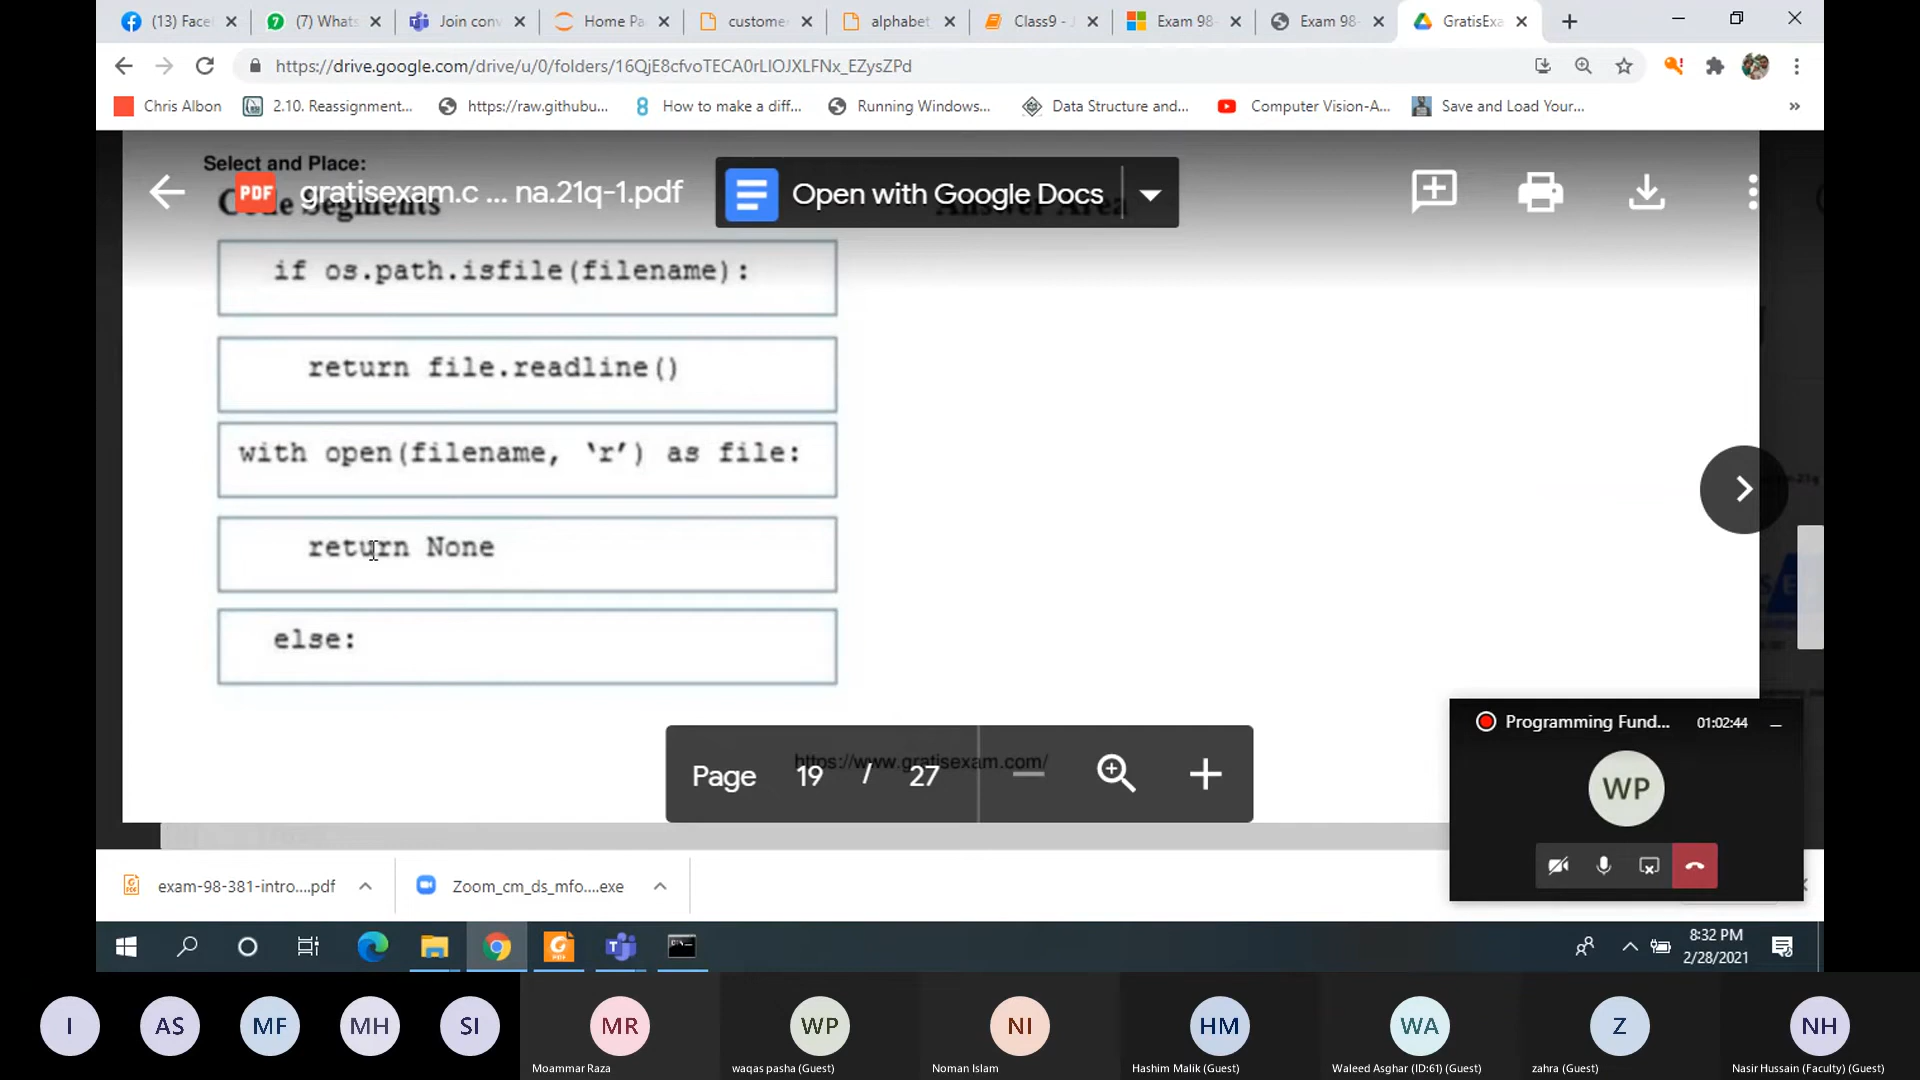 (13) Face
(7) Whats
Join conv
Home Pa
custome
alphabet
Class9 - J
Exam 98-
Exam 98-
GratisExa
https://drive.google.com/drive/u/0/folders/16QjE8cfvoTECA0rLIOJXLFNx_EZysZPd
Chris Albon
2.10. Reassignment...
https://raw.githubu...
How to make a diff...
Running Windows...
Data Structure and...
Computer Vision-A...
Save and Load Your...
Select and Place:
Code Segments
Answer Area
PDF
gratisexam.c ... na.21q-1.pdf
Open with Google Docs
if os.path.isfile(filename):
return file.readline()
with open(filename, ‘r’) as file:
return None
else:
https://www.gratisexam.com/
Page 19 / 27
Programming Fund...
01:02:44
WP
exam-98-381-intro....pdf
Zoom_cm_ds_mfo....exe
8:32 PM
2/28/2021
I
AS
MF
MH
SI
MR
WP
NI
HM
WA
Z
NH
Moammar Raza
waqas pasha (Guest)
Noman Islam
Hashim Malik (Guest)
Waleed Asghar (ID:61) (Guest)
zahra (Guest)
Nasir Hussain (Faculty) (Guest)